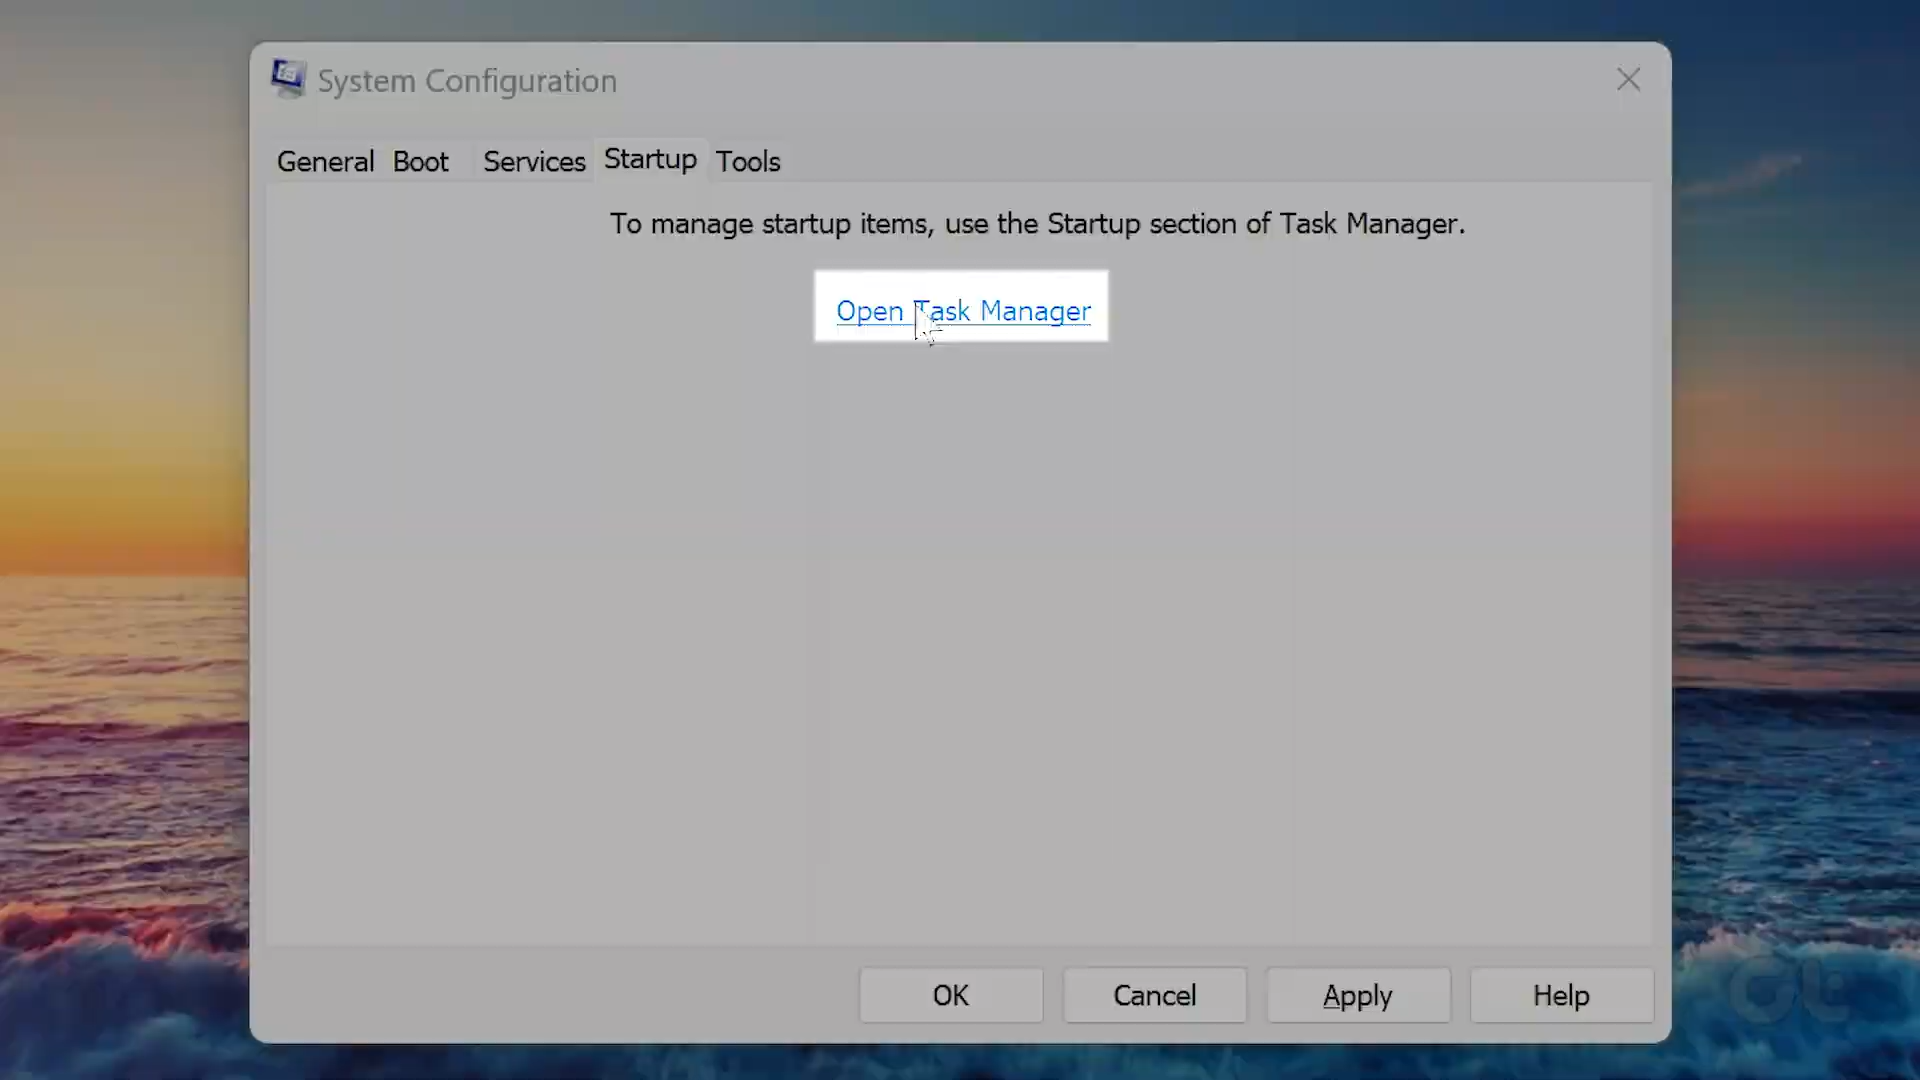 System Configuration
General Boot Services Startup Tools
To manage startup items, use the Startup section of Task Manager.
Open Task Manager
OK Cancel Apply Help